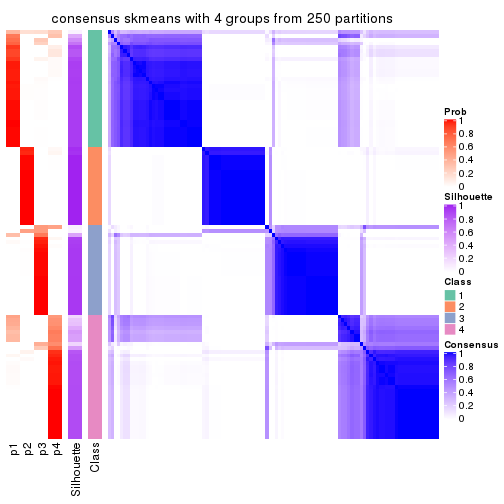 consensus skmeans with 4 groups from 250 partitions
Prob
1
0.8
0.6
0.4
0.2
0
Silhouette
1
0.8
0.6
0.4
0.2
0
Class
1
2
3
4
Consensus
1
0.8
0.6
0.4
0.2
0
p1
p2
p3
p4
Silhouette
Class